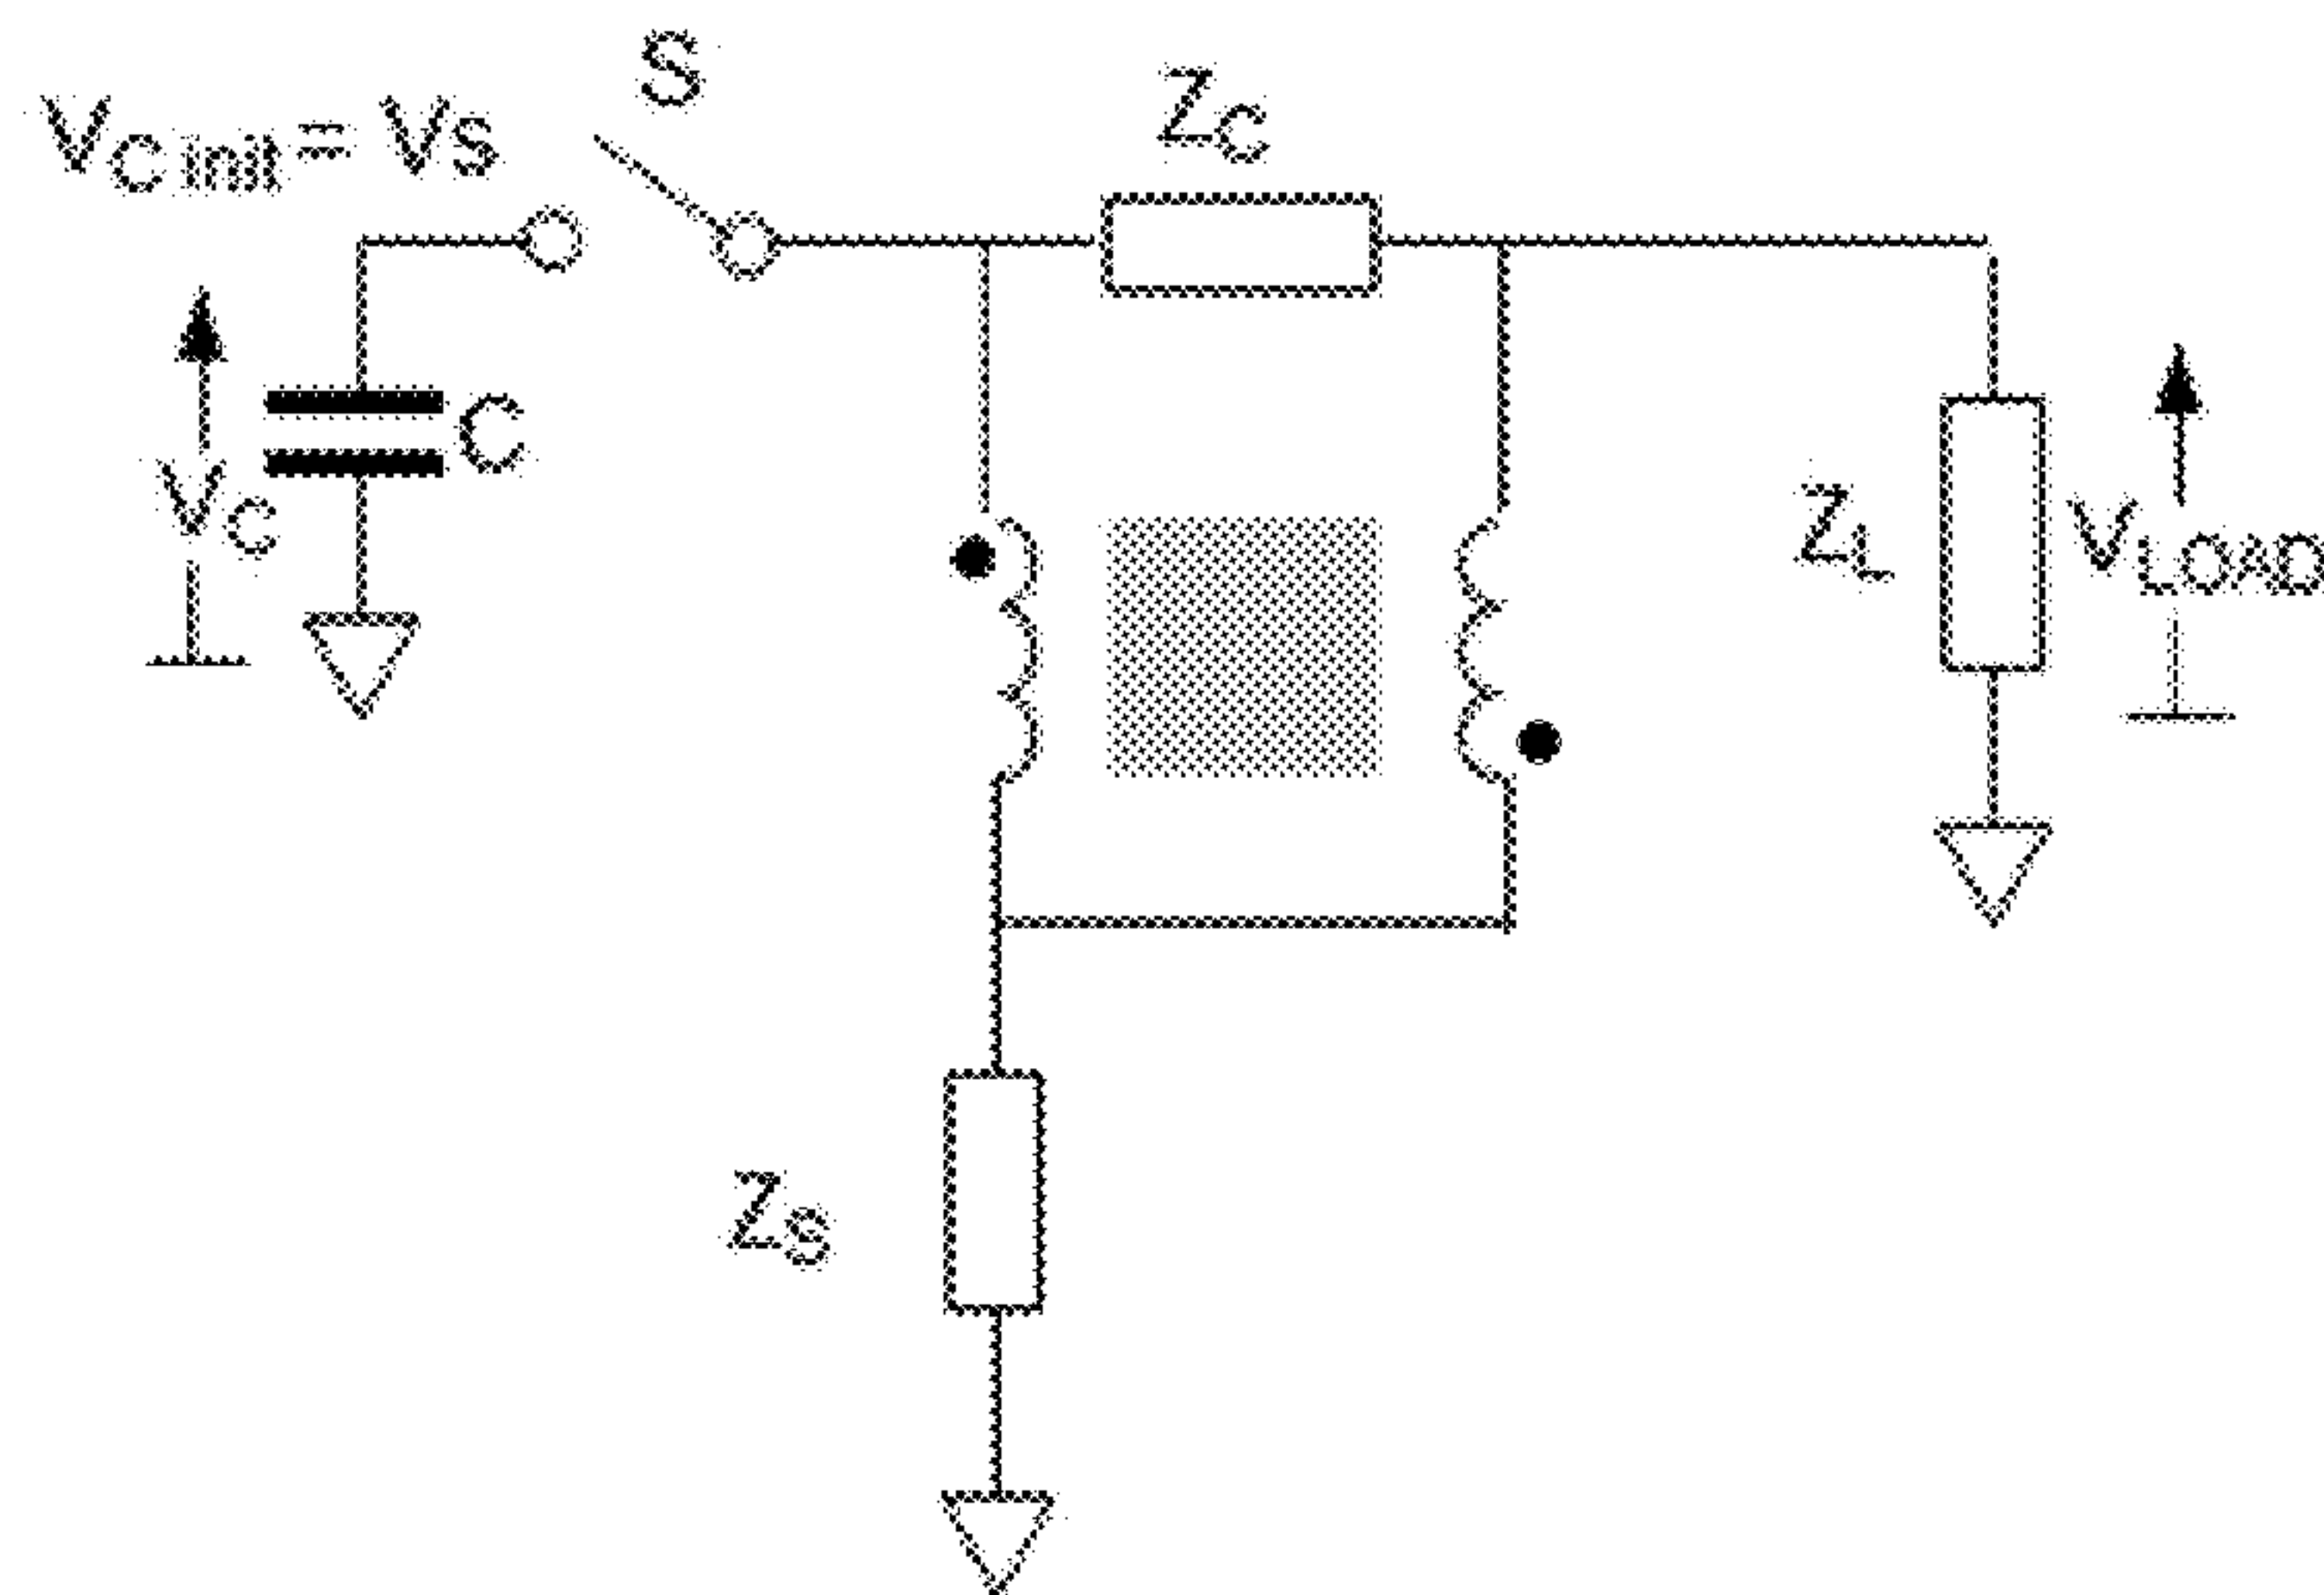 S
Zc
VC init = Vs
C
VC
ZL
VLOAD
ZS